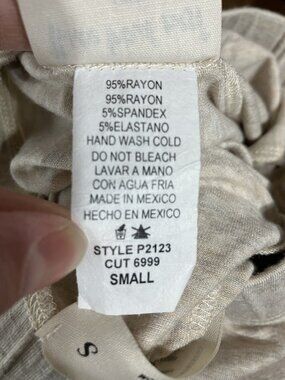 95%RAYON
95%RAYON
5%SPANDEX
5%ELASTANO
HAND WASH COLD
DO NOT BLEACH
LAVAR A MANO
CON AGUA FRIA
MADE IN MEXICO
HECHO EN MEXICO
STYLE P2123
CUT 6999
SMALL
S